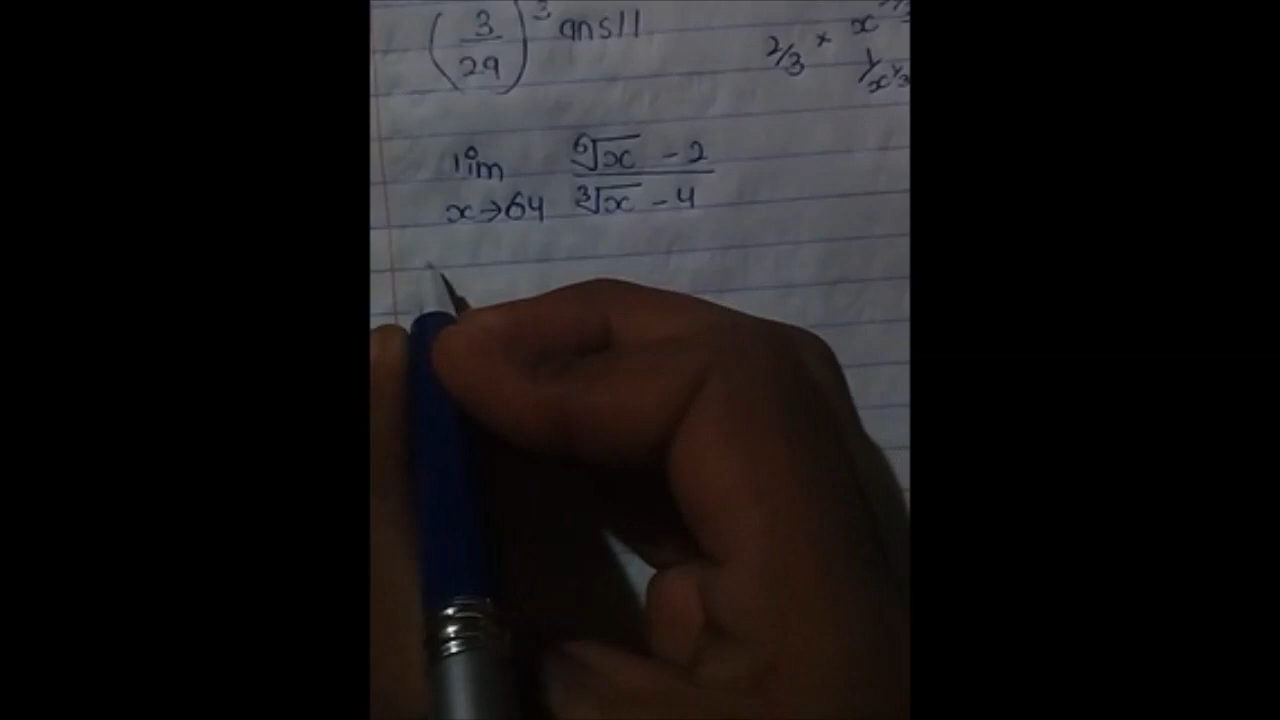 (3/29)^3 ans||
2/3 × x
1/x^1/3
lim x→64 (⁶√x - 2)/(³√x - 4)